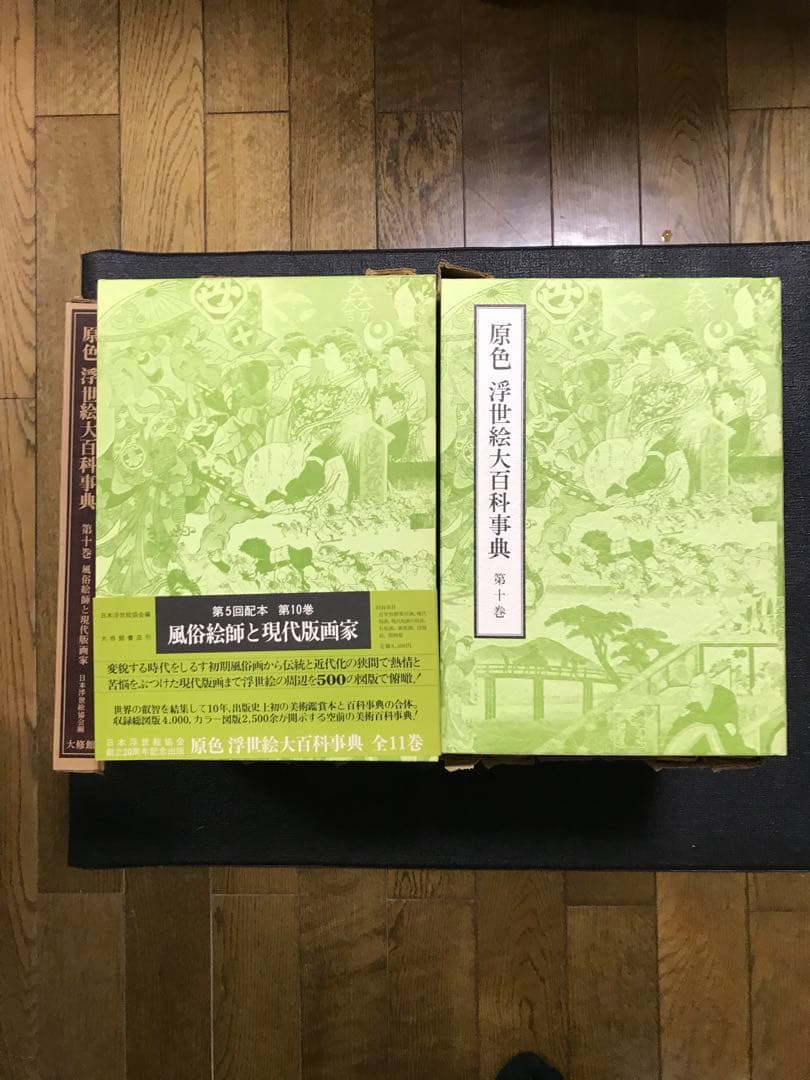 原色 浮世絵大百科事典 第十巻 風俗絵師と現代版画家 日本浮世絵協会編
大修館
日本浮世絵協会編
大修館書店刊
第5回配本 第10巻
風俗絵師と現代版画家
変貌する時代をしるす初期風俗画から伝統と近代化の狭間で熱情と
苦悩をぶつけた現代版画まで浮世絵の周辺を500の図版で俯瞰!
世界の叡智を結集して10年、出版史上初の美術鑑賞本と百科事典の合体。
収録総図版4,000、カラー図版2,500余が開示する空前の美術百科事典!
日本浮世絵協会
創立20周年記念出版
原色 浮世絵大百科事典 全11巻
原色 浮世絵大百科事典 第十巻